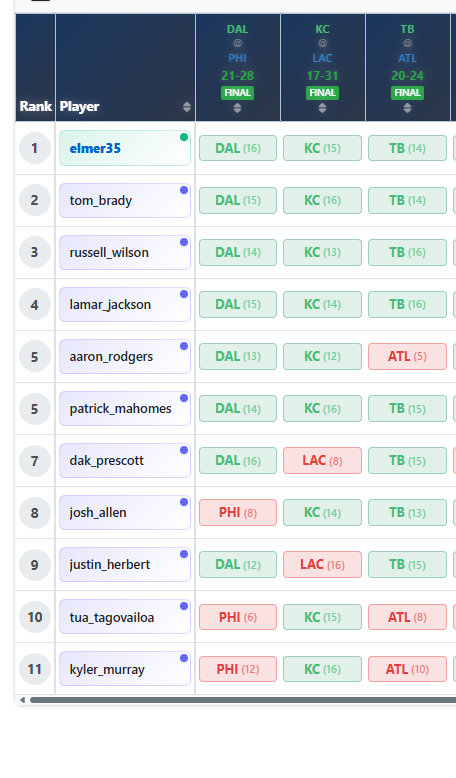 DAL
@
PHI
21-28
FINAL
KC
@
LAC
17-31
FINAL
TB
@
ATL
20-24
FINAL
Rank Player
1 elmer35 DAL (16) KC (15) TB (14)
2 tom_brady DAL (15) KC (16) TB (14)
3 russell_wilson DAL (14) KC (13) TB (16)
4 lamar_jackson DAL (15) KC (14) TB (16)
5 aaron_rodgers DAL (13) KC (12) ATL (5)
5 patrick_mahomes DAL (14) KC (16) TB (15)
7 dak_prescott DAL (16) LAC (8) TB (15)
8 josh_allen PHI (8) KC (14) TB (13)
9 justin_herbert DAL (12) LAC (16) TB (15)
10 tua_tagovailoa PHI (6) KC (15) ATL (8)
11 kyler_murray PHI (12) KC (16) ATL (10)